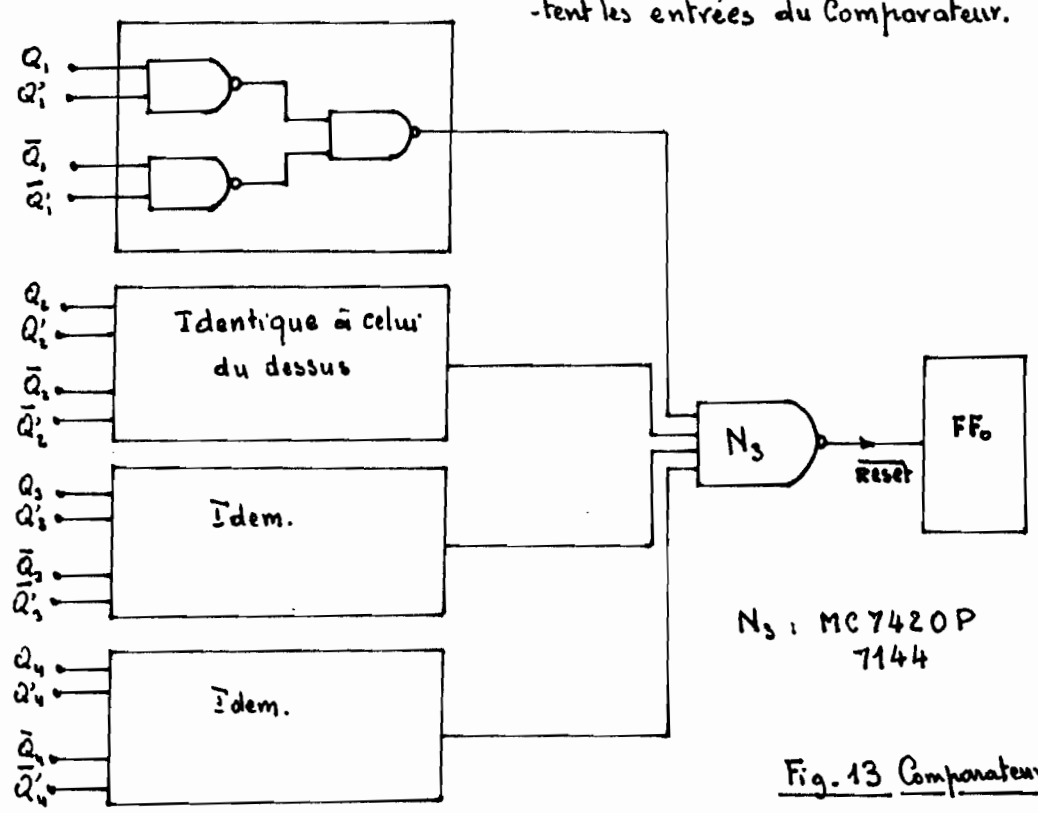 -tent les entrées du Comparateur.
Q₁
Q'₁
Q̄₁
Q̄'₁
Q₂
Q'₂
Q̄₂
Q̄'₂
Identique à celui
du dessus
Q₃
Q'₃
Q̄₃
Q̄'₃
Idem.
Q₄
Q'₄
Q̄₄
Q̄'₄
Idem.
N₃
R̅e̅s̅e̅t̅
FF₀
N₃ : MC7420P
7144
Fig. 13 Comparateur